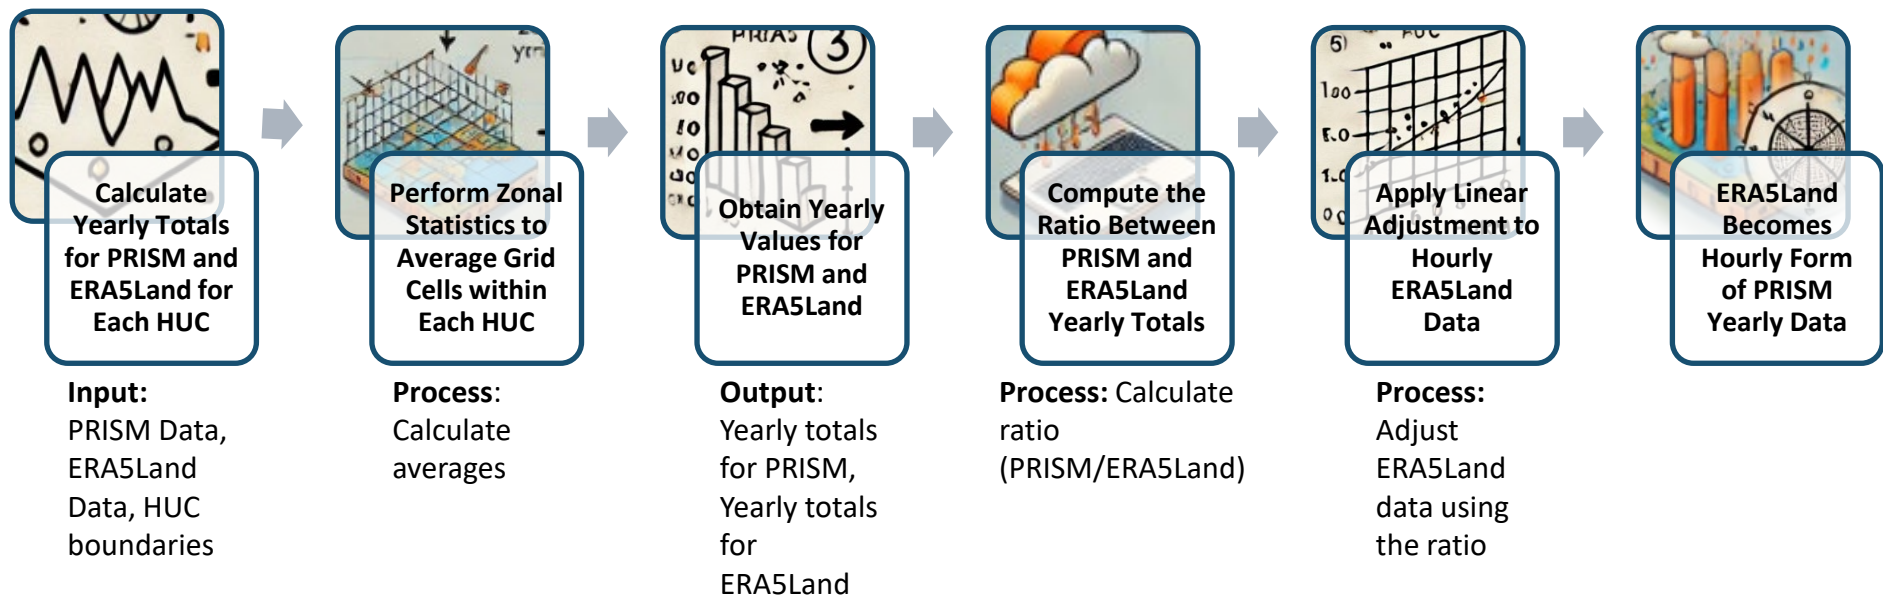 Calculate
Yearly Totals
for PRISM and
ERA5Land for
Each HUC
Input:
PRISM Data,
ERA5Land
Data, HUC
boundaries
Perform Zonal
Statistics to
Average Grid
Cells within
Each HUC
Process:
Calculate
averages
3
Obtain Yearly
Values for
PRISM and
ERA5Land
Output:
Yearly totals
for PRISM,
Yearly totals
for
ERA5Land
Compute the
Ratio Between
PRISM and
ERA5Land
Yearly Totals
Process: Calculate
ratio
(PRISM/ERA5Land)
5)
Apply Linear
Adjustment to
Hourly
ERA5Land
Data
Process:
Adjust
ERA5Land
data using
the ratio
ERA5Land
Becomes
Hourly Form
of PRISM
Yearly Data